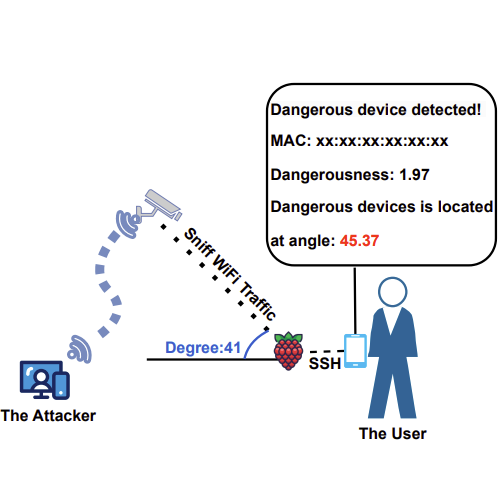 Dangerous device detected!
MAC: xx:xx:xx:xx:xx:xx
Dangerousness: 1.97
Dangerous devices is located
at angle: 45.37
Sniff WiFi Traffic
Degree:41
SSH
The Attacker
The User